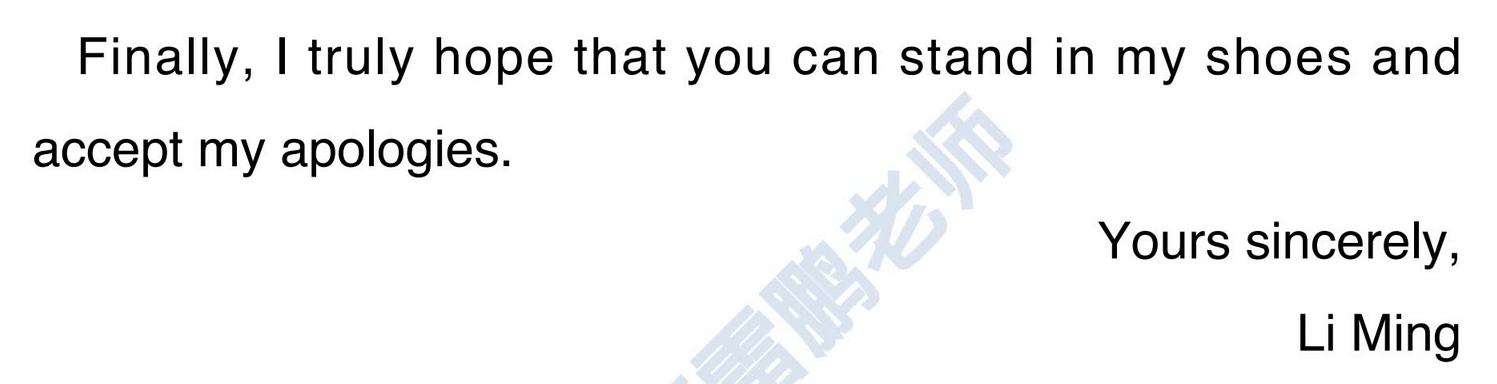 Finally, I truly hope that you can stand in my shoes and
accept my apologies.
Yours sincerely,
Li Ming
雷鹏老师